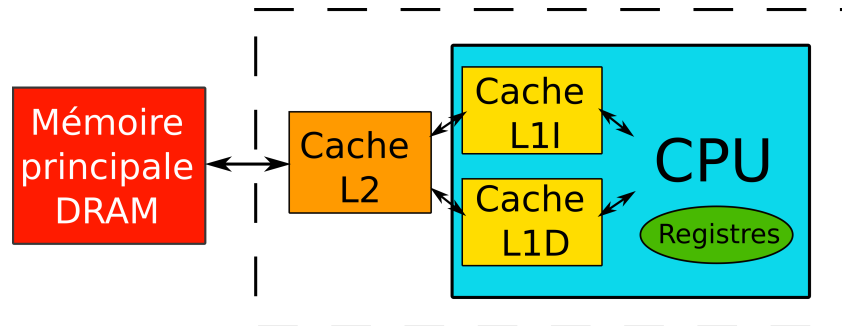 Mémoire
principale
DRAM
Cache
L2
Cache
L1I
Cache
L1D
CPU
Registres